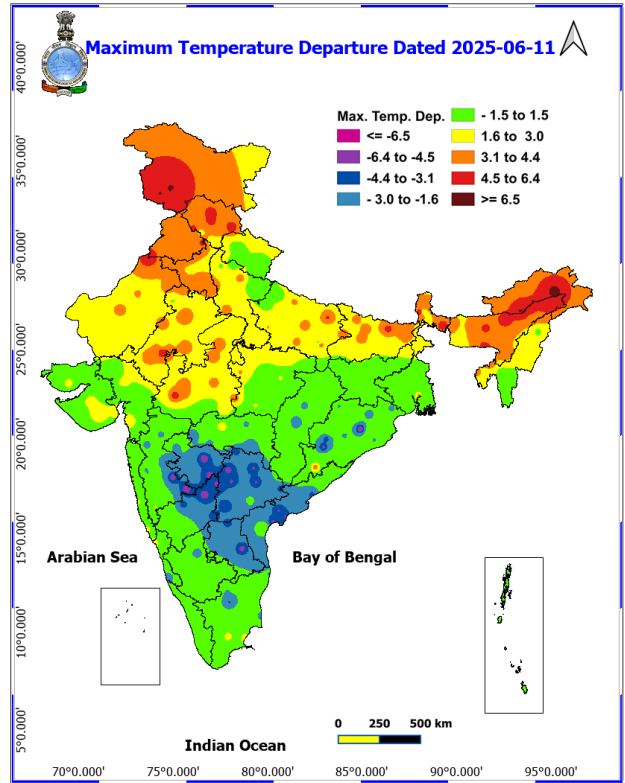 Maximum Temperature Departure Dated 2025-06-11
Max. Temp. Dep.
<= -6.5
-6.4 to -4.5
-4.4 to -3.1
- 3.0 to -1.6
- 1.5 to 1.5
1.6 to 3.0
3.1 to 4.4
4.5 to 6.4
>= 6.5
40°0.000'
35°0.000'
30°0.000'
25°0.000'
20°0.000'
15°0.000'
10°0.000'
5°0.000'
Arabian Sea
Bay of Bengal
Indian Ocean
0 250 500 km
70°0.000' 75°0.000' 80°0.000' 85°0.000' 90°0.000' 95°0.000'